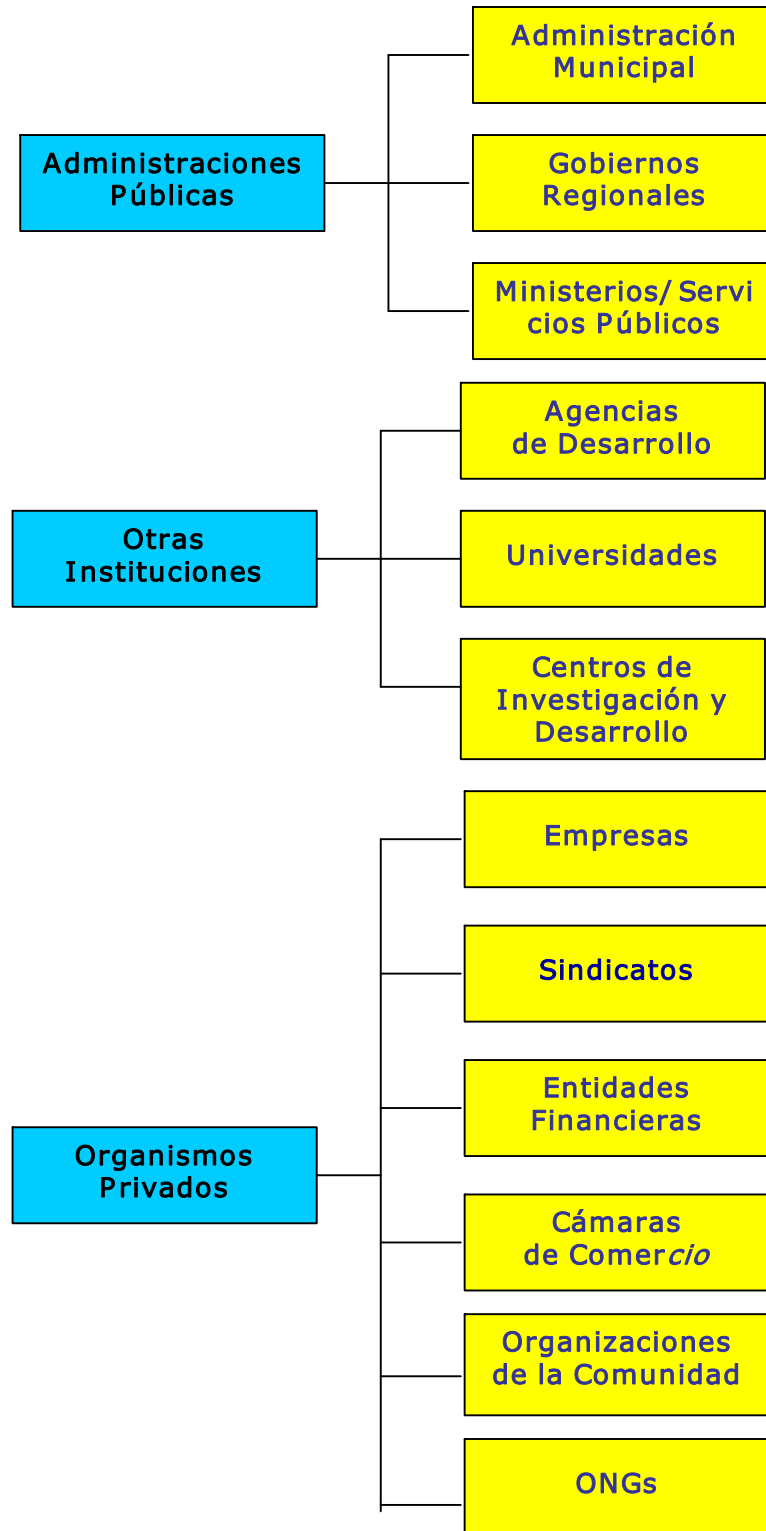 Administraciones
Públicas
Administración
Municipal
Gobiernos
Regionales
Ministerios/ Servi
cios Públicos
Otras
Instituciones
Agencias
de Desarrollo
Universidades
Centros de
Investigación y
Desarrollo
Organismos
Privados
Empresas
Sindicatos
Entidades
Financieras
Cámaras
de Comercio
Organizaciones
de la Comunidad
ONGs